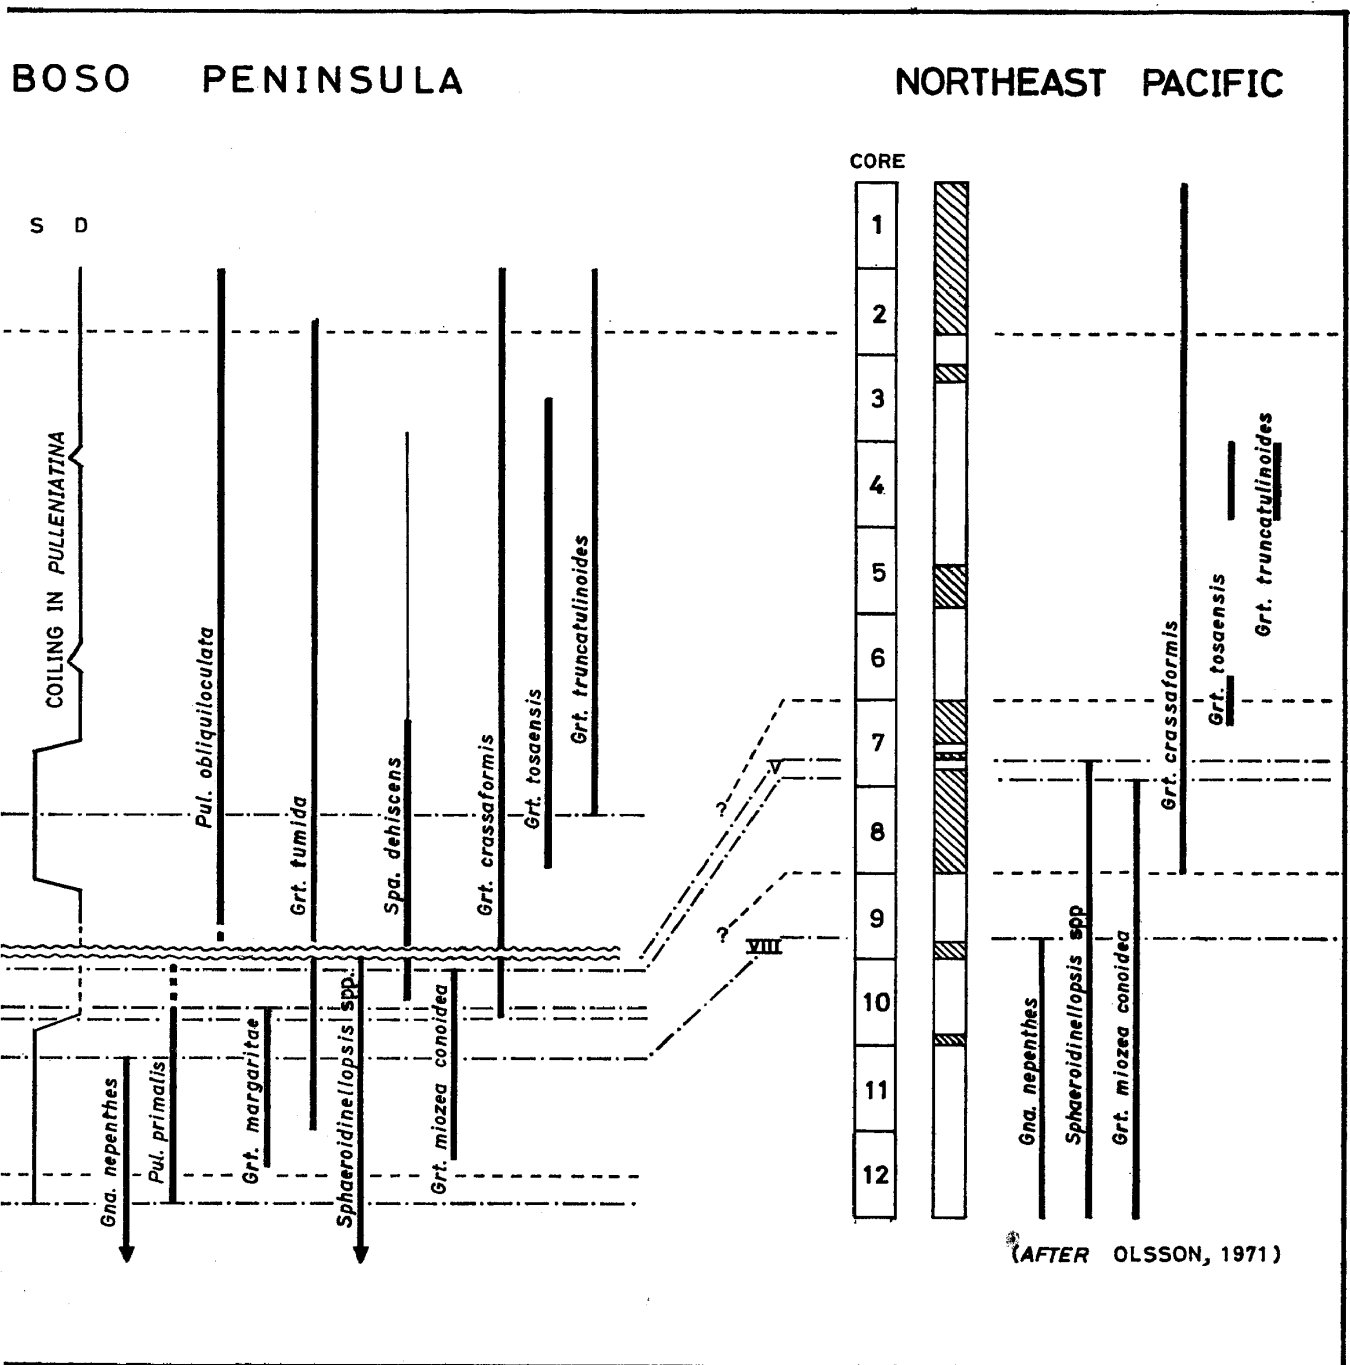 BOSO PENINSULA
NORTHEAST PACIFIC
CORE
S D
COILING IN PULLENIATINA
Pul. obliquiloculata
Grt. tumida
Spa. dehiscens
Grt. crassaformis
Grt. tosaensis
Grt. truncatulinoides
Gna. nepenthes
Pul. primalis
Grt. margaritae
Sphaeroidinellopsis spp.
Grt. miozea conoidea
?
V
?
VIII
1
2
3
4
5
6
7
8
9
10
11
12
Gna. nepenthes
Sphaeroidinellopsis spp
Grt. miozea conoidea
Grt. crassaformis
Grt. tosaensis
Grt. truncatulinoides
(AFTER OLSSON, 1971)